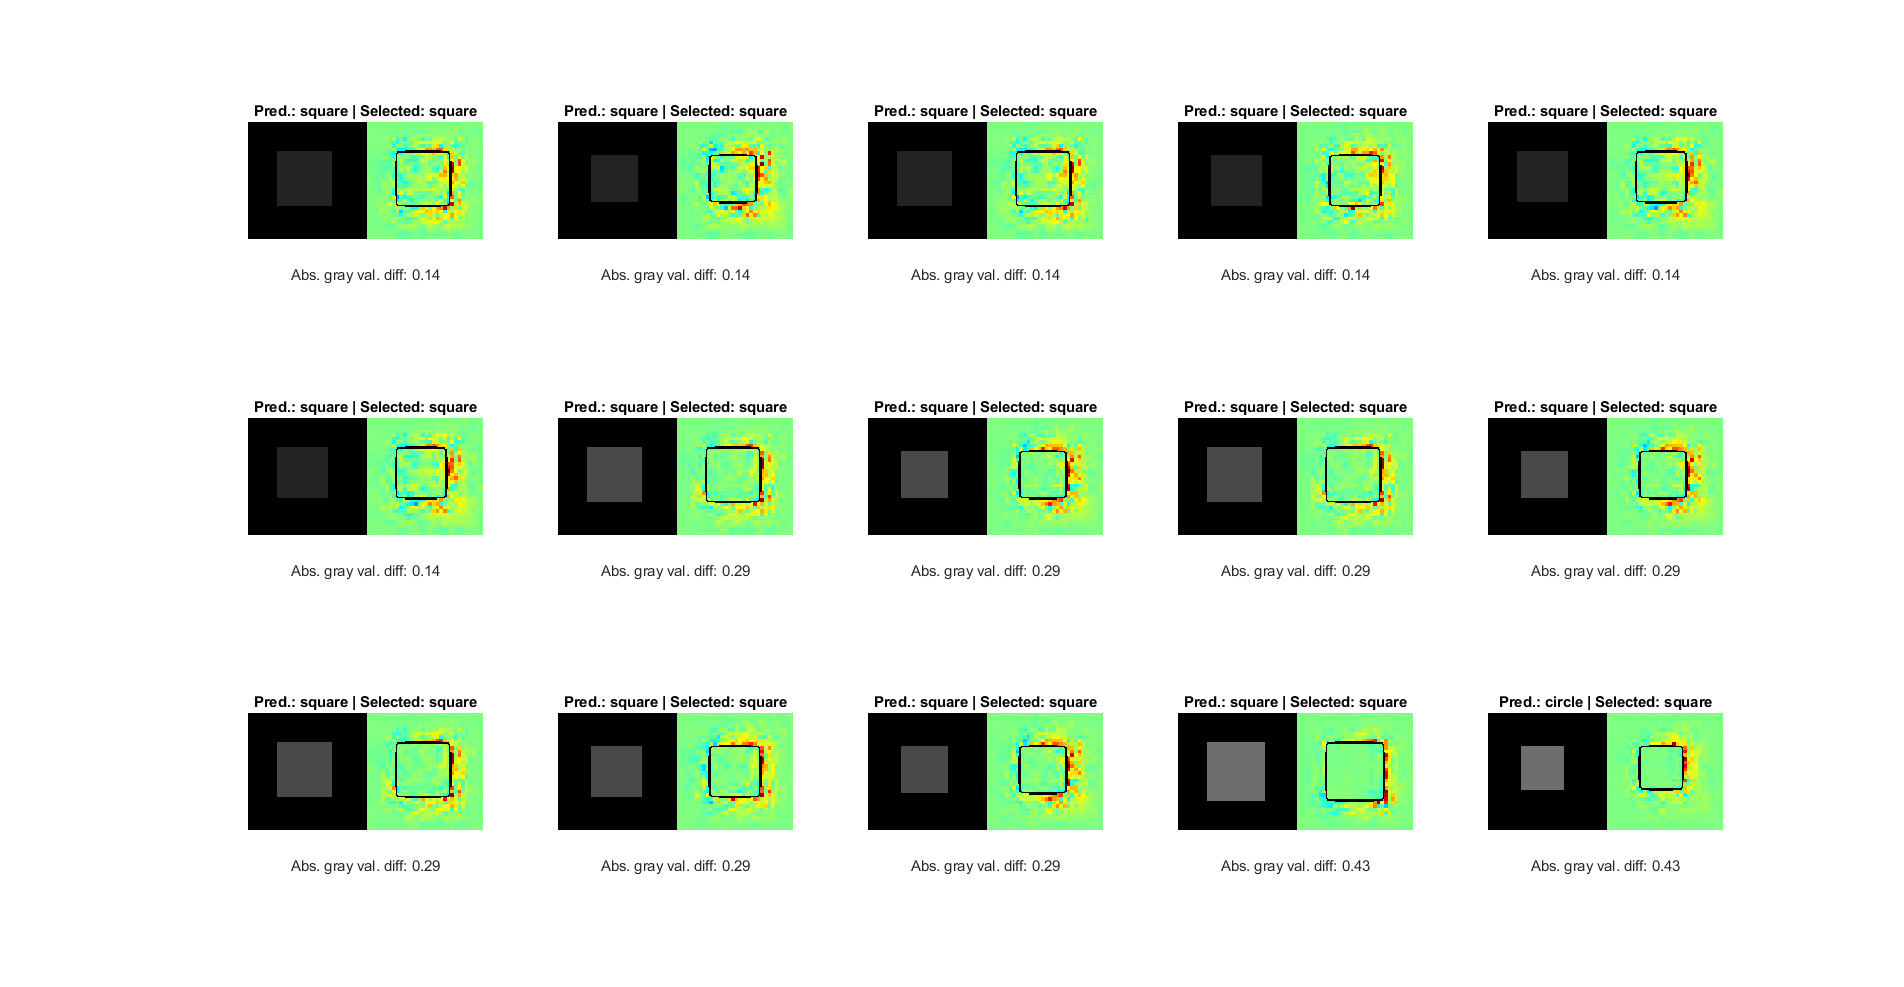 Pred.: square | Selected: square
Pred.: square | Selected: square
Pred.: square | Selected: square
Pred.: square | Selected: square
Pred.: square | Selected: square
Abs. gray val. diff: 0.14
Abs. gray val. diff: 0.14
Abs. gray val. diff: 0.14
Abs. gray val. diff: 0.14
Abs. gray val. diff: 0.14
Pred.: square | Selected: square
Pred.: square | Selected: square
Pred.: square | Selected: square
Pred.: square | Selected: square
Pred.: square | Selected: square
Abs. gray val. diff: 0.14
Abs. gray val. diff: 0.29
Abs. gray val. diff: 0.29
Abs. gray val. diff: 0.29
Abs. gray val. diff: 0.29
Pred.: square | Selected: square
Pred.: square | Selected: square
Pred.: square | Selected: square
Pred.: square | Selected: square
Pred.: circle | Selected: square
Abs. gray val. diff: 0.29
Abs. gray val. diff: 0.29
Abs. gray val. diff: 0.29
Abs. gray val. diff: 0.43
Abs. gray val. diff: 0.43